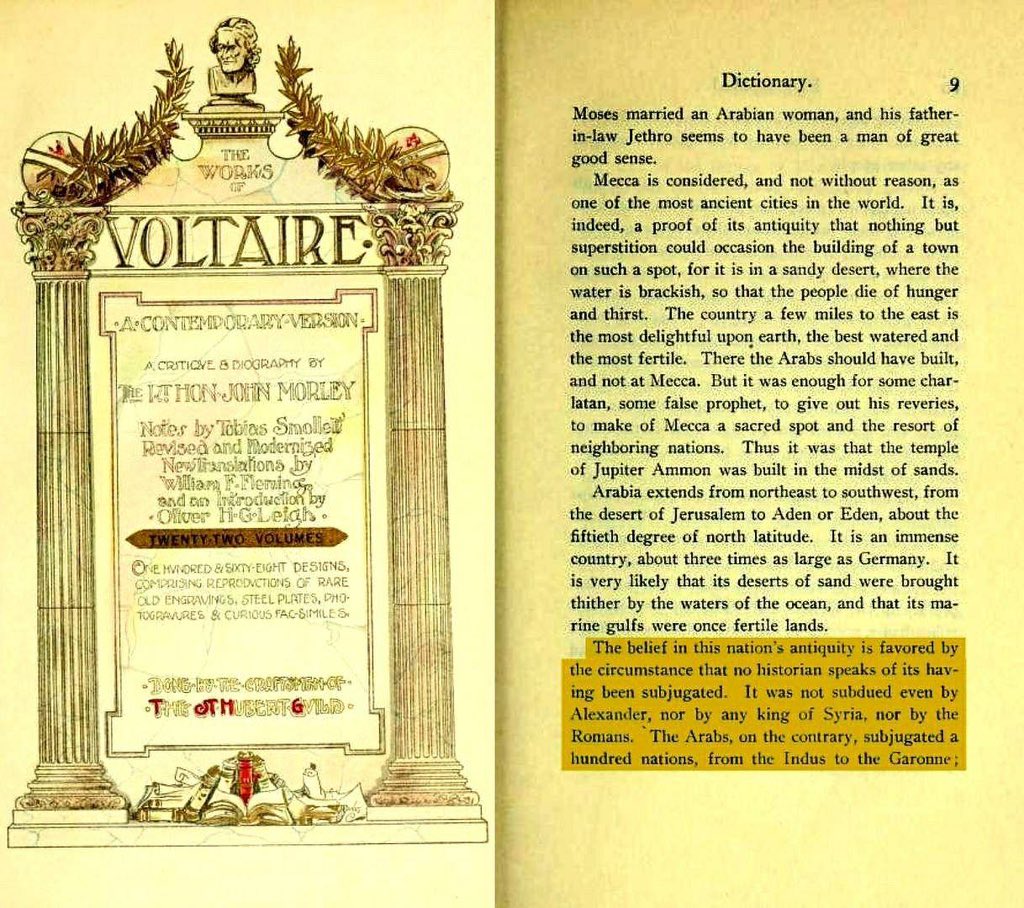 THE
WORKS
OF
VOLTAIRE·
·A·CONTEMPORARY·VERSION·
A CRITIQUE & BIOGRAPHY BY
THE RT HON·JOHN MORLEY
Notes by Tobias Smollett
Revised and Modernized
New Translations by
William F. Fleming
and an Introduction by
·Oliver H·G·Leigh·
TWENTY-TWO VOLUMES
ONE HUNDRED & SIXTY-EIGHT DESIGNS,
COMPRISING REPRODUCTIONS OF RARE
OLD ENGRAVINGS, STEEL PLATES, PHO-
TOGRAVURES & CURIOUS FAC-SIMILES.
·DONE·BY·THE·CRAFTSMEN·OF·
THE ST HUBERT GUILD·
Dictionary. 9
Moses married an Arabian woman, and his father-
in-law Jethro seems to have been a man of great
good sense.
Mecca is considered, and not without reason, as
one of the most ancient cities in the world. It is,
indeed, a proof of its antiquity that nothing but
superstition could occasion the building of a town
on such a spot, for it is in a sandy desert, where the
water is brackish, so that the people die of hunger
and thirst. The country a few miles to the east is
the most delightful upon earth, the best watered and
the most fertile. There the Arabs should have built,
and not at Mecca. But it was enough for some char-
latan, some false prophet, to give out his reveries,
to make of Mecca a sacred spot and the resort of
neighboring nations. Thus it was that the temple
of Jupiter Ammon was built in the midst of sands.
Arabia extends from northeast to southwest, from
the desert of Jerusalem to Aden or Eden, about the
fiftieth degree of north latitude. It is an immense
country, about three times as large as Germany. It
is very likely that its deserts of sand were brought
thither by the waters of the ocean, and that its ma-
rine gulfs were once fertile lands.
The belief in this nation's antiquity is favored by
the circumstance that no historian speaks of its hav-
ing been subjugated. It was not subdued even by
Alexander, nor by any king of Syria, nor by the
Romans. The Arabs, on the contrary, subjugated a
hundred nations, from the Indus to the Garonne;